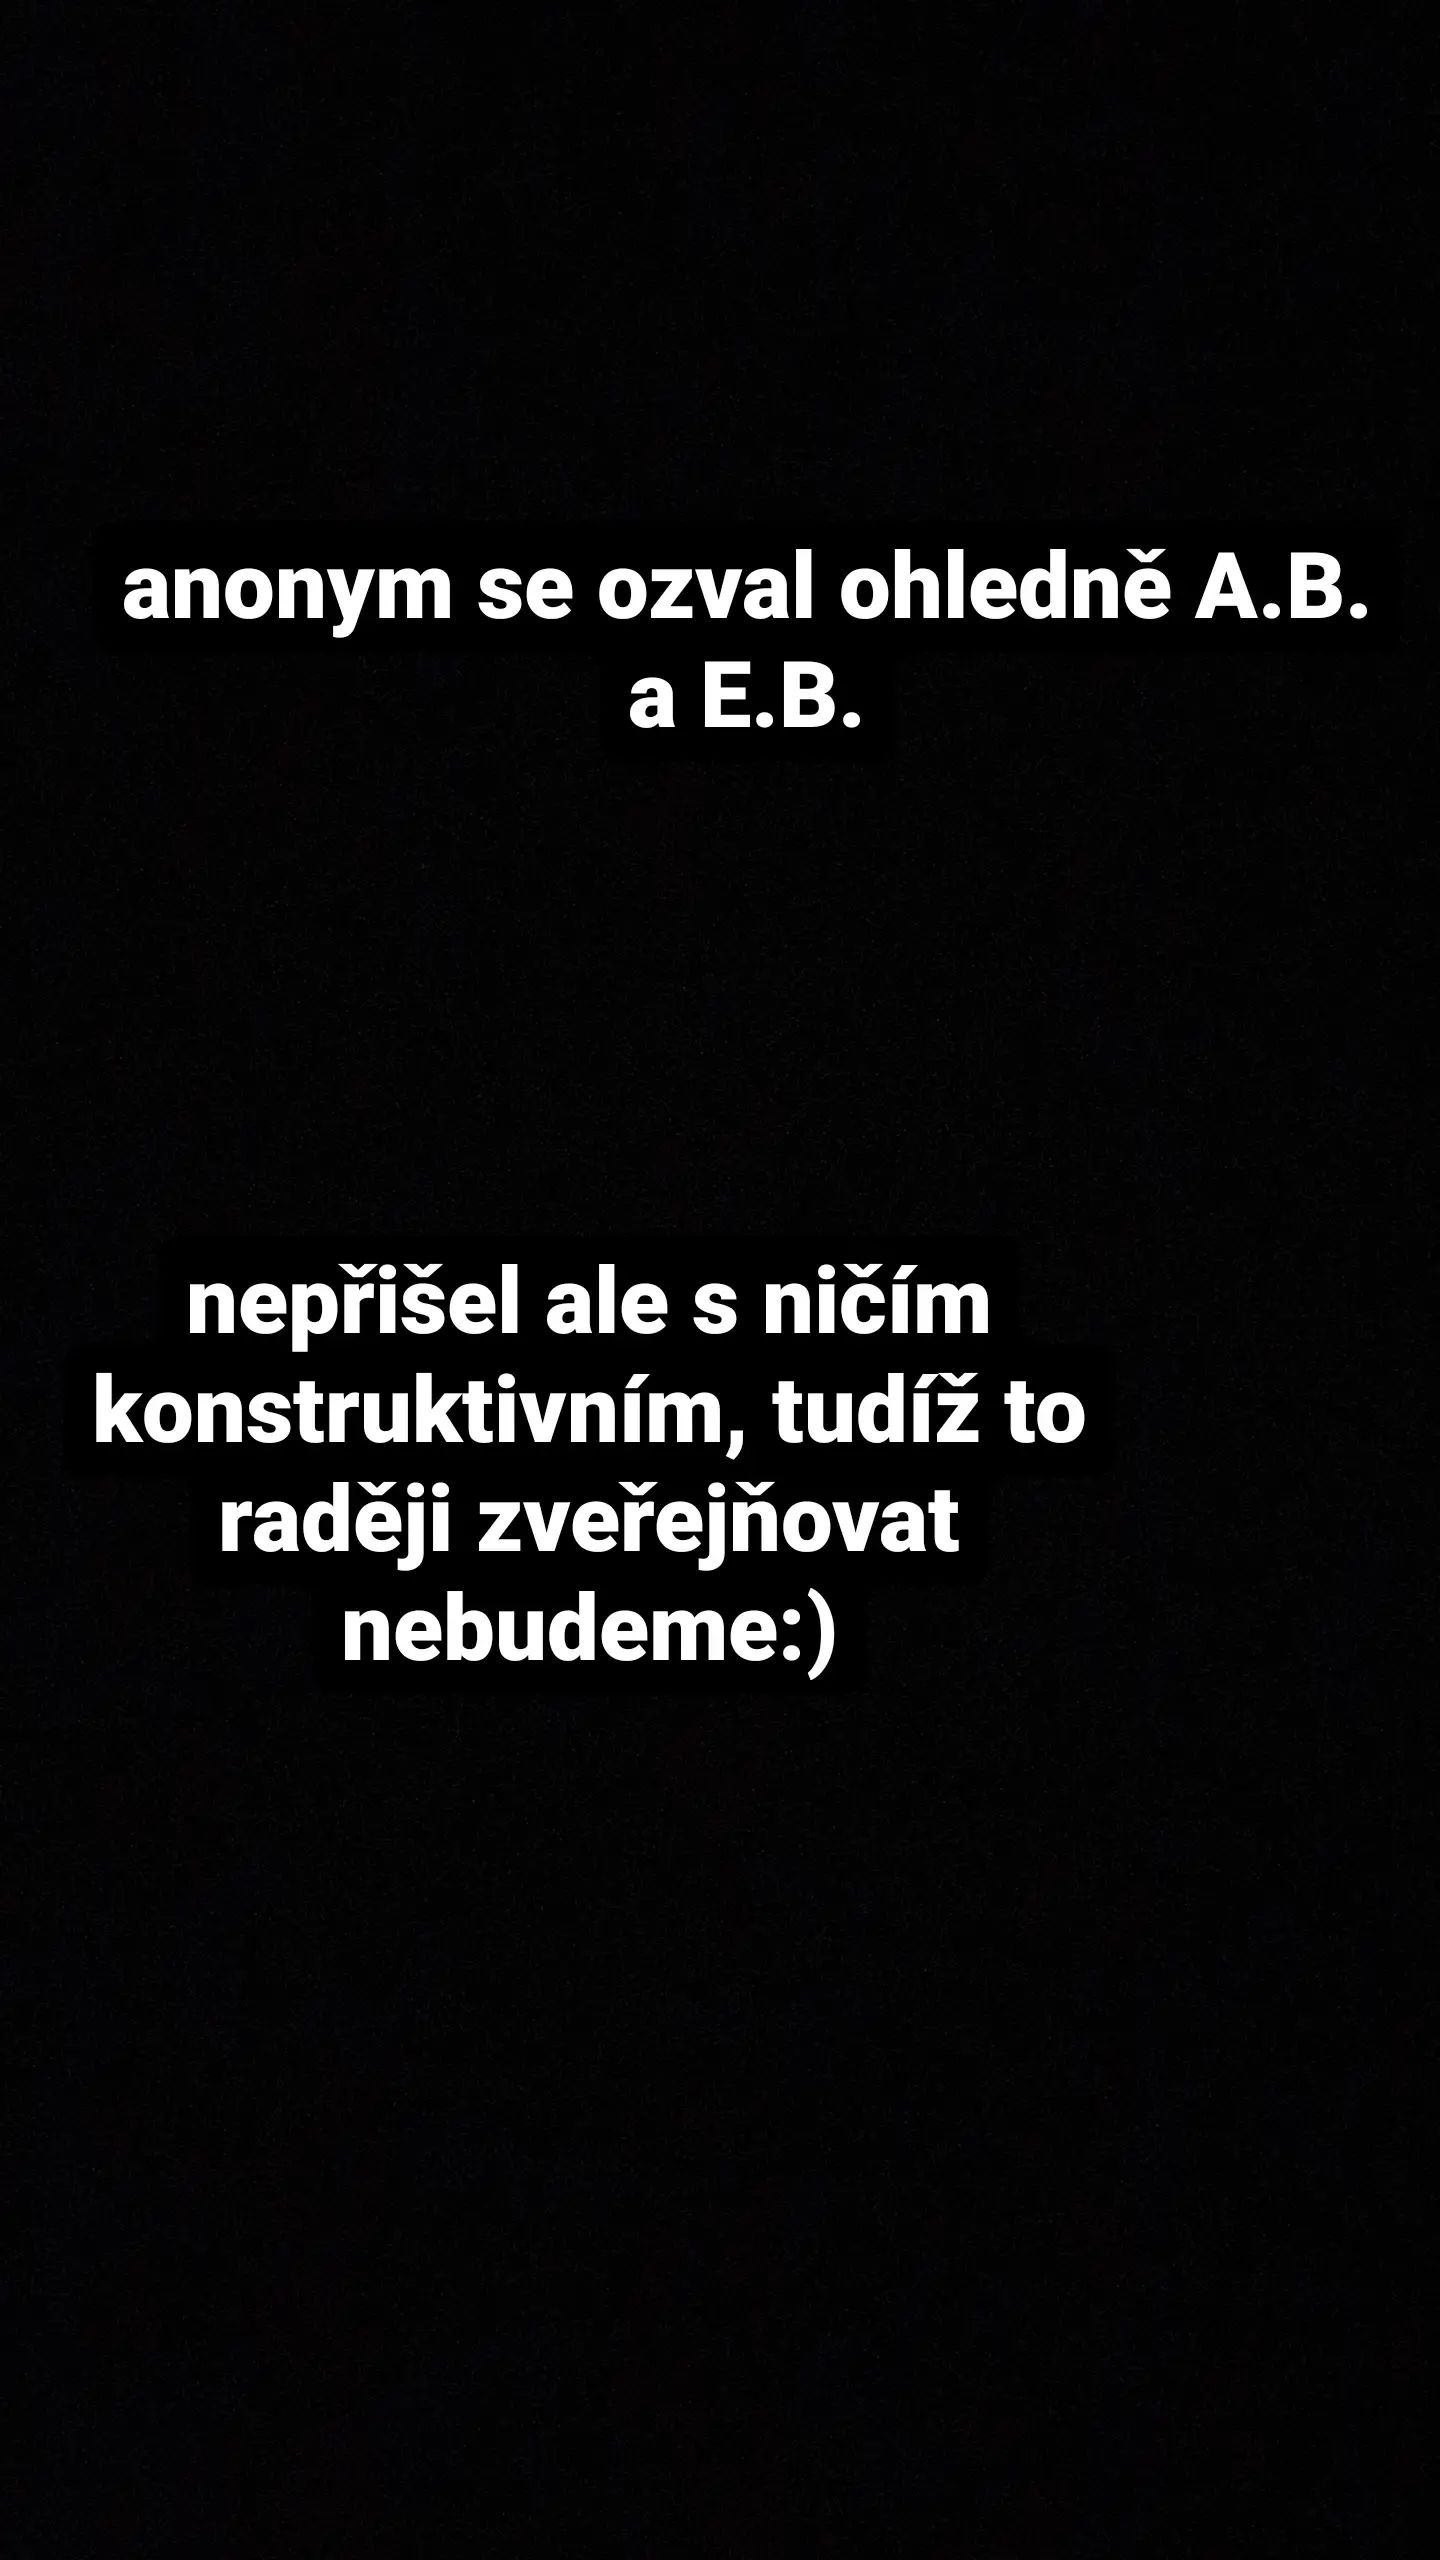 anonym se ozval ohledně A.B.
a E.B.
nepřišel ale s ničím
konstruktivním, tudíž to
raději zveřejňovat
nebudeme:)